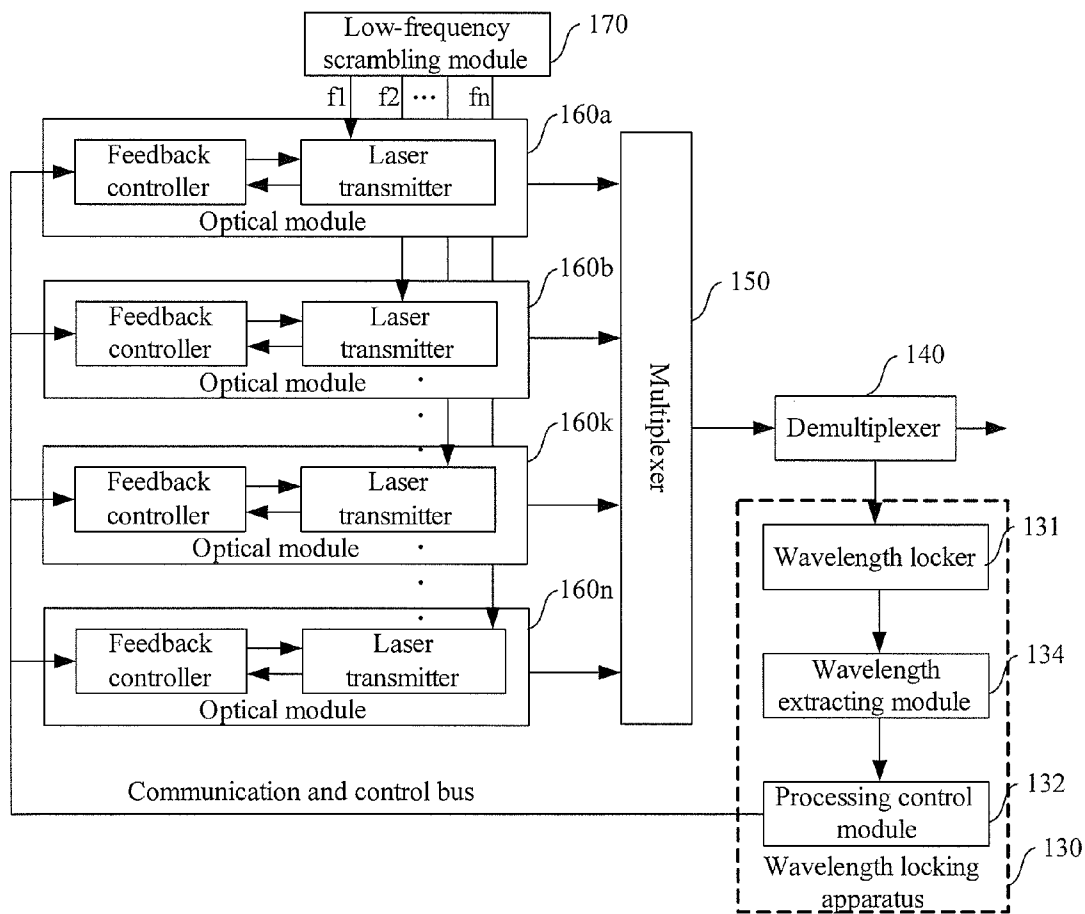 Low-frequency
scrambling module
170
f1
f2
...
fn
160a
Feedback
controller
Laser
transmitter
Optical module
160b
Feedback
controller
Laser
transmitter
Optical module
160k
Feedback
controller
Laser
transmitter
Optical module
160n
Feedback
controller
Laser
transmitter
Optical module
150
Multiplexer
140
Demultiplexer
131
Wavelength locker
134
Wavelength
extracting module
132
Processing control
module
Wavelength locking
apparatus
130
Communication and control bus